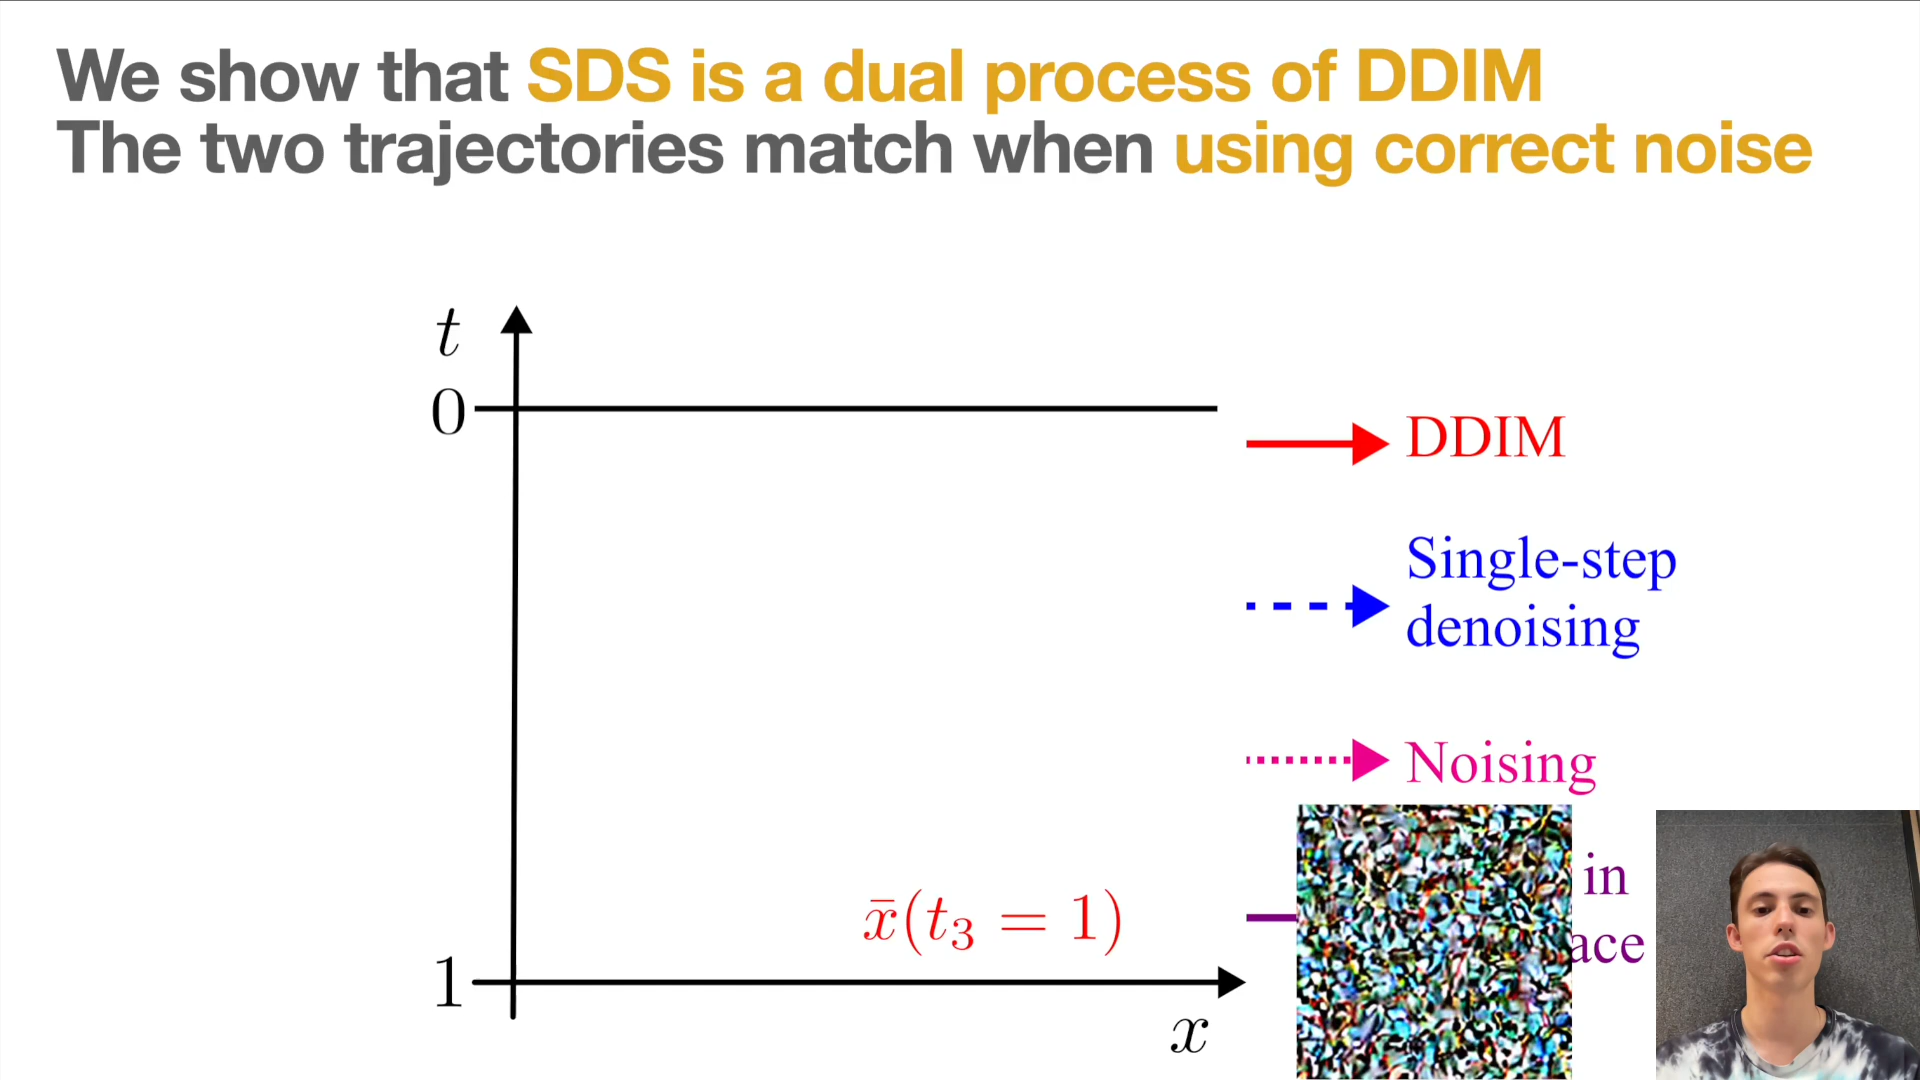 We show that SDS is a dual process of DDIM
The two trajectories match when using correct noise
t
0
DDIM
Single-step
denoising
Noising
in
x̄(t₃ = 1)
1
x